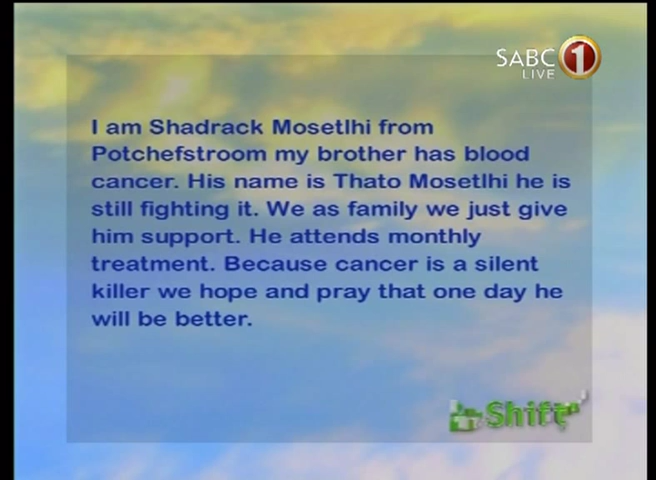 SABC 1
LIVE
I am Shadrack Mosetlhi from
Potchefstroom my brother has blood
cancer. His name is Thato Mosetlhi he is
still fighting it. We as family we just give
him support. He attends monthly
treatment. Because cancer is a silent
killer we hope and pray that one day he
will be better.
Shift